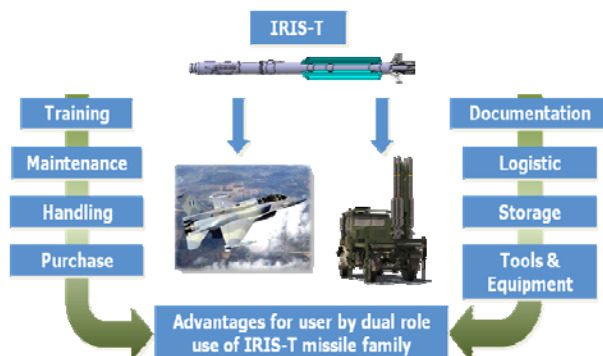 IRIS-T
Training
Maintenance
Handling
Purchase
Documentation
Logistic
Storage
Tools &
Equipment
Advantages for user by dual role
use of IRIS-T missile family